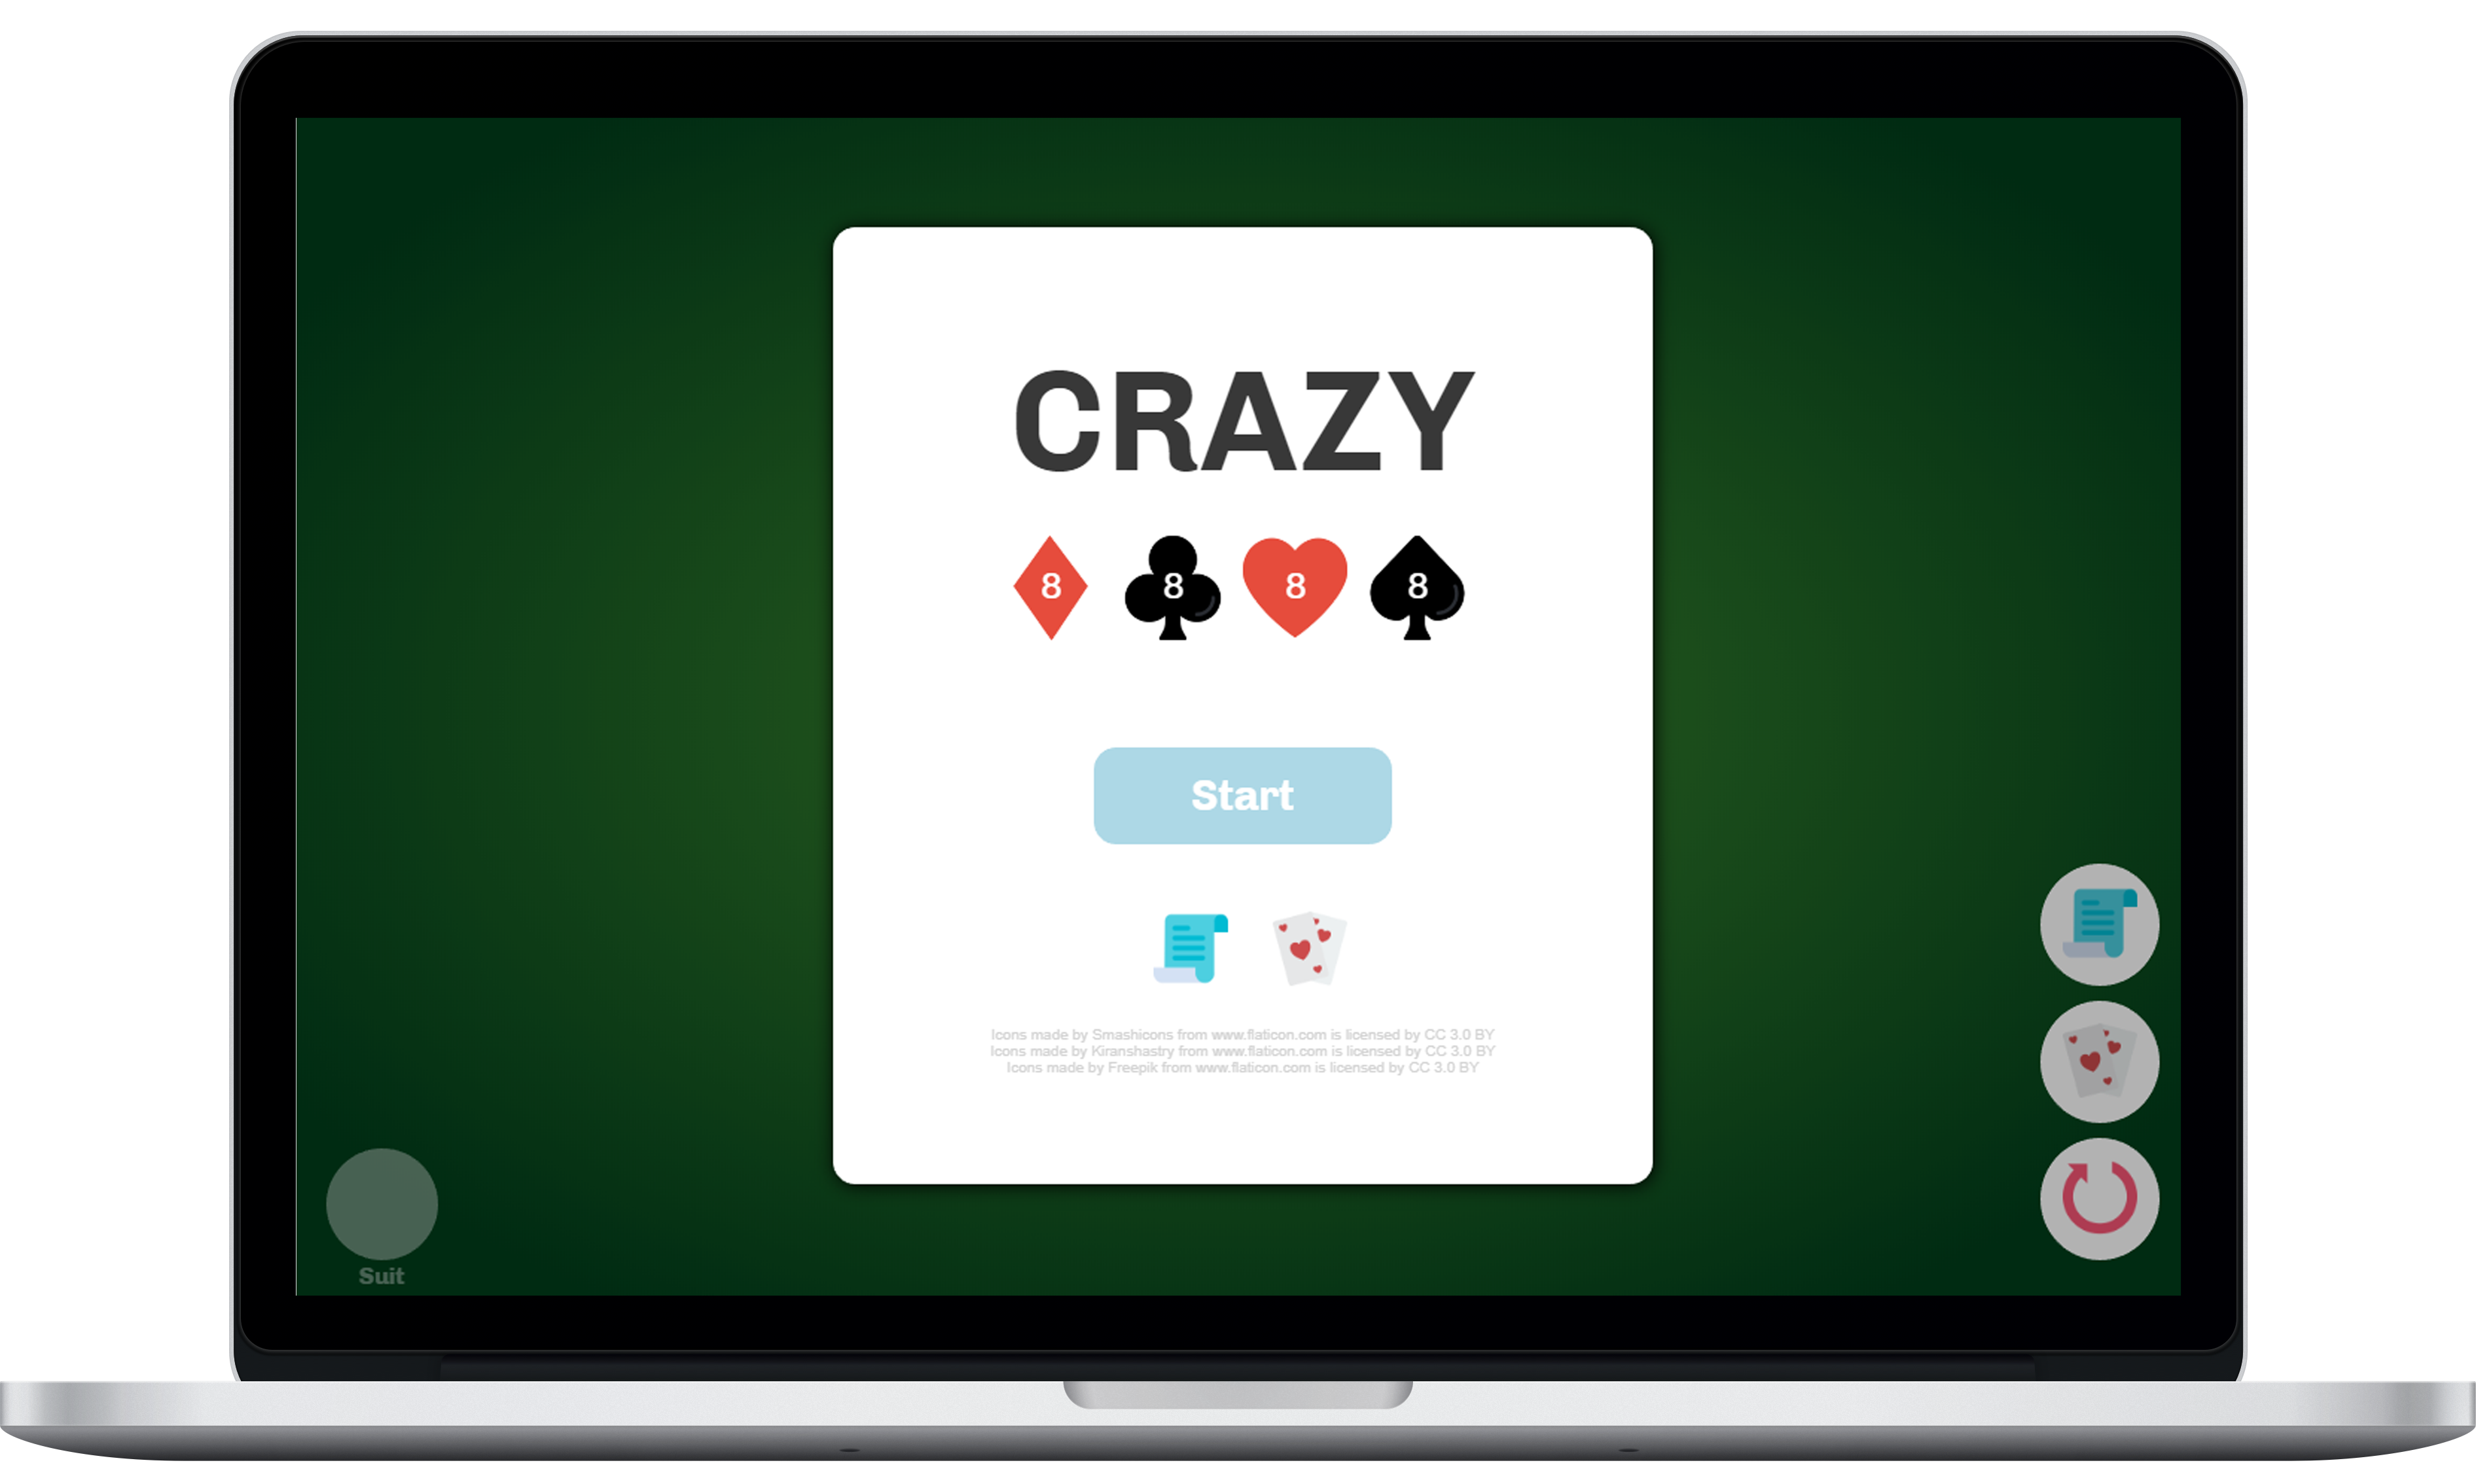 CRAZY
8 8 8 8
Start
Icons made by Smashicons from www.flaticon.com is licensed by CC 3.0 BY
Icons made by Kiranshastry from www.flaticon.com is licensed by CC 3.0 BY
Icons made by Freepik from www.flaticon.com is licensed by CC 3.0 BY
Suit